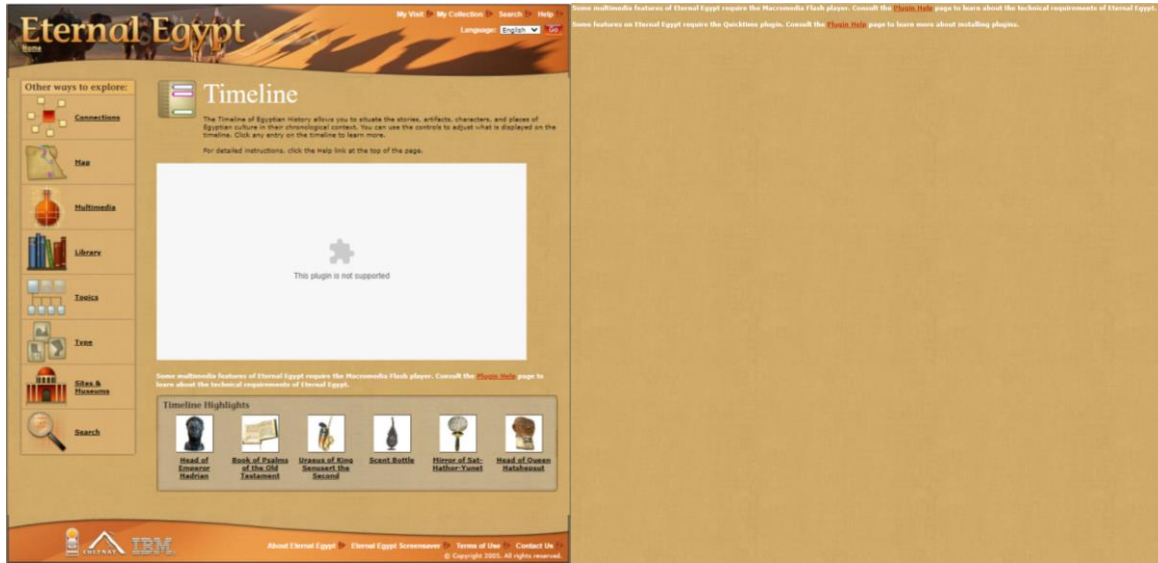 My Visit My Collection Search Help
Eternal Egypt
Language: English Go
Home
Other ways to explore:
Connections
Map
Multimedia
Library
Topics
Type
Sites &
Museums
Search
Timeline
The Timeline of Egyptian History allows you to situate the stories, artifacts, characters, and places of
Egyptian culture in their chronological context. You can use the controls to adjust what is displayed on the
timeline. Click any entry on the timeline to learn more.
For detailed instructions, click the Help link at the top of the page.
This plugin is not supported
Some multimedia features of Eternal Egypt require the Macromedia Flash player. Consult the Plugin Help page to
learn about the technical requirements of Eternal Egypt.
Timeline Highlights
Head of
Emperor
Hadrian
Book of Psalms
of the Old
Testament
Uraeus of King
Senusert the
Second
Scent Bottle
Mirror of Sat-
Hathor-Yunet
Head of Queen
Hatshepsut
CULTNAT
IBM
About Eternal Egypt Eternal Egypt Screensaver Terms of Use Contact Us
© Copyright 2005. All rights reserved.
Some multimedia features of Eternal Egypt require the Macromedia Flash player. Consult the Plugin Help page to learn about the technical requirements of Eternal Egypt.
Some features on Eternal Egypt require the Quicktime plugin. Consult the Plugin Help page to learn more about installing plugins.